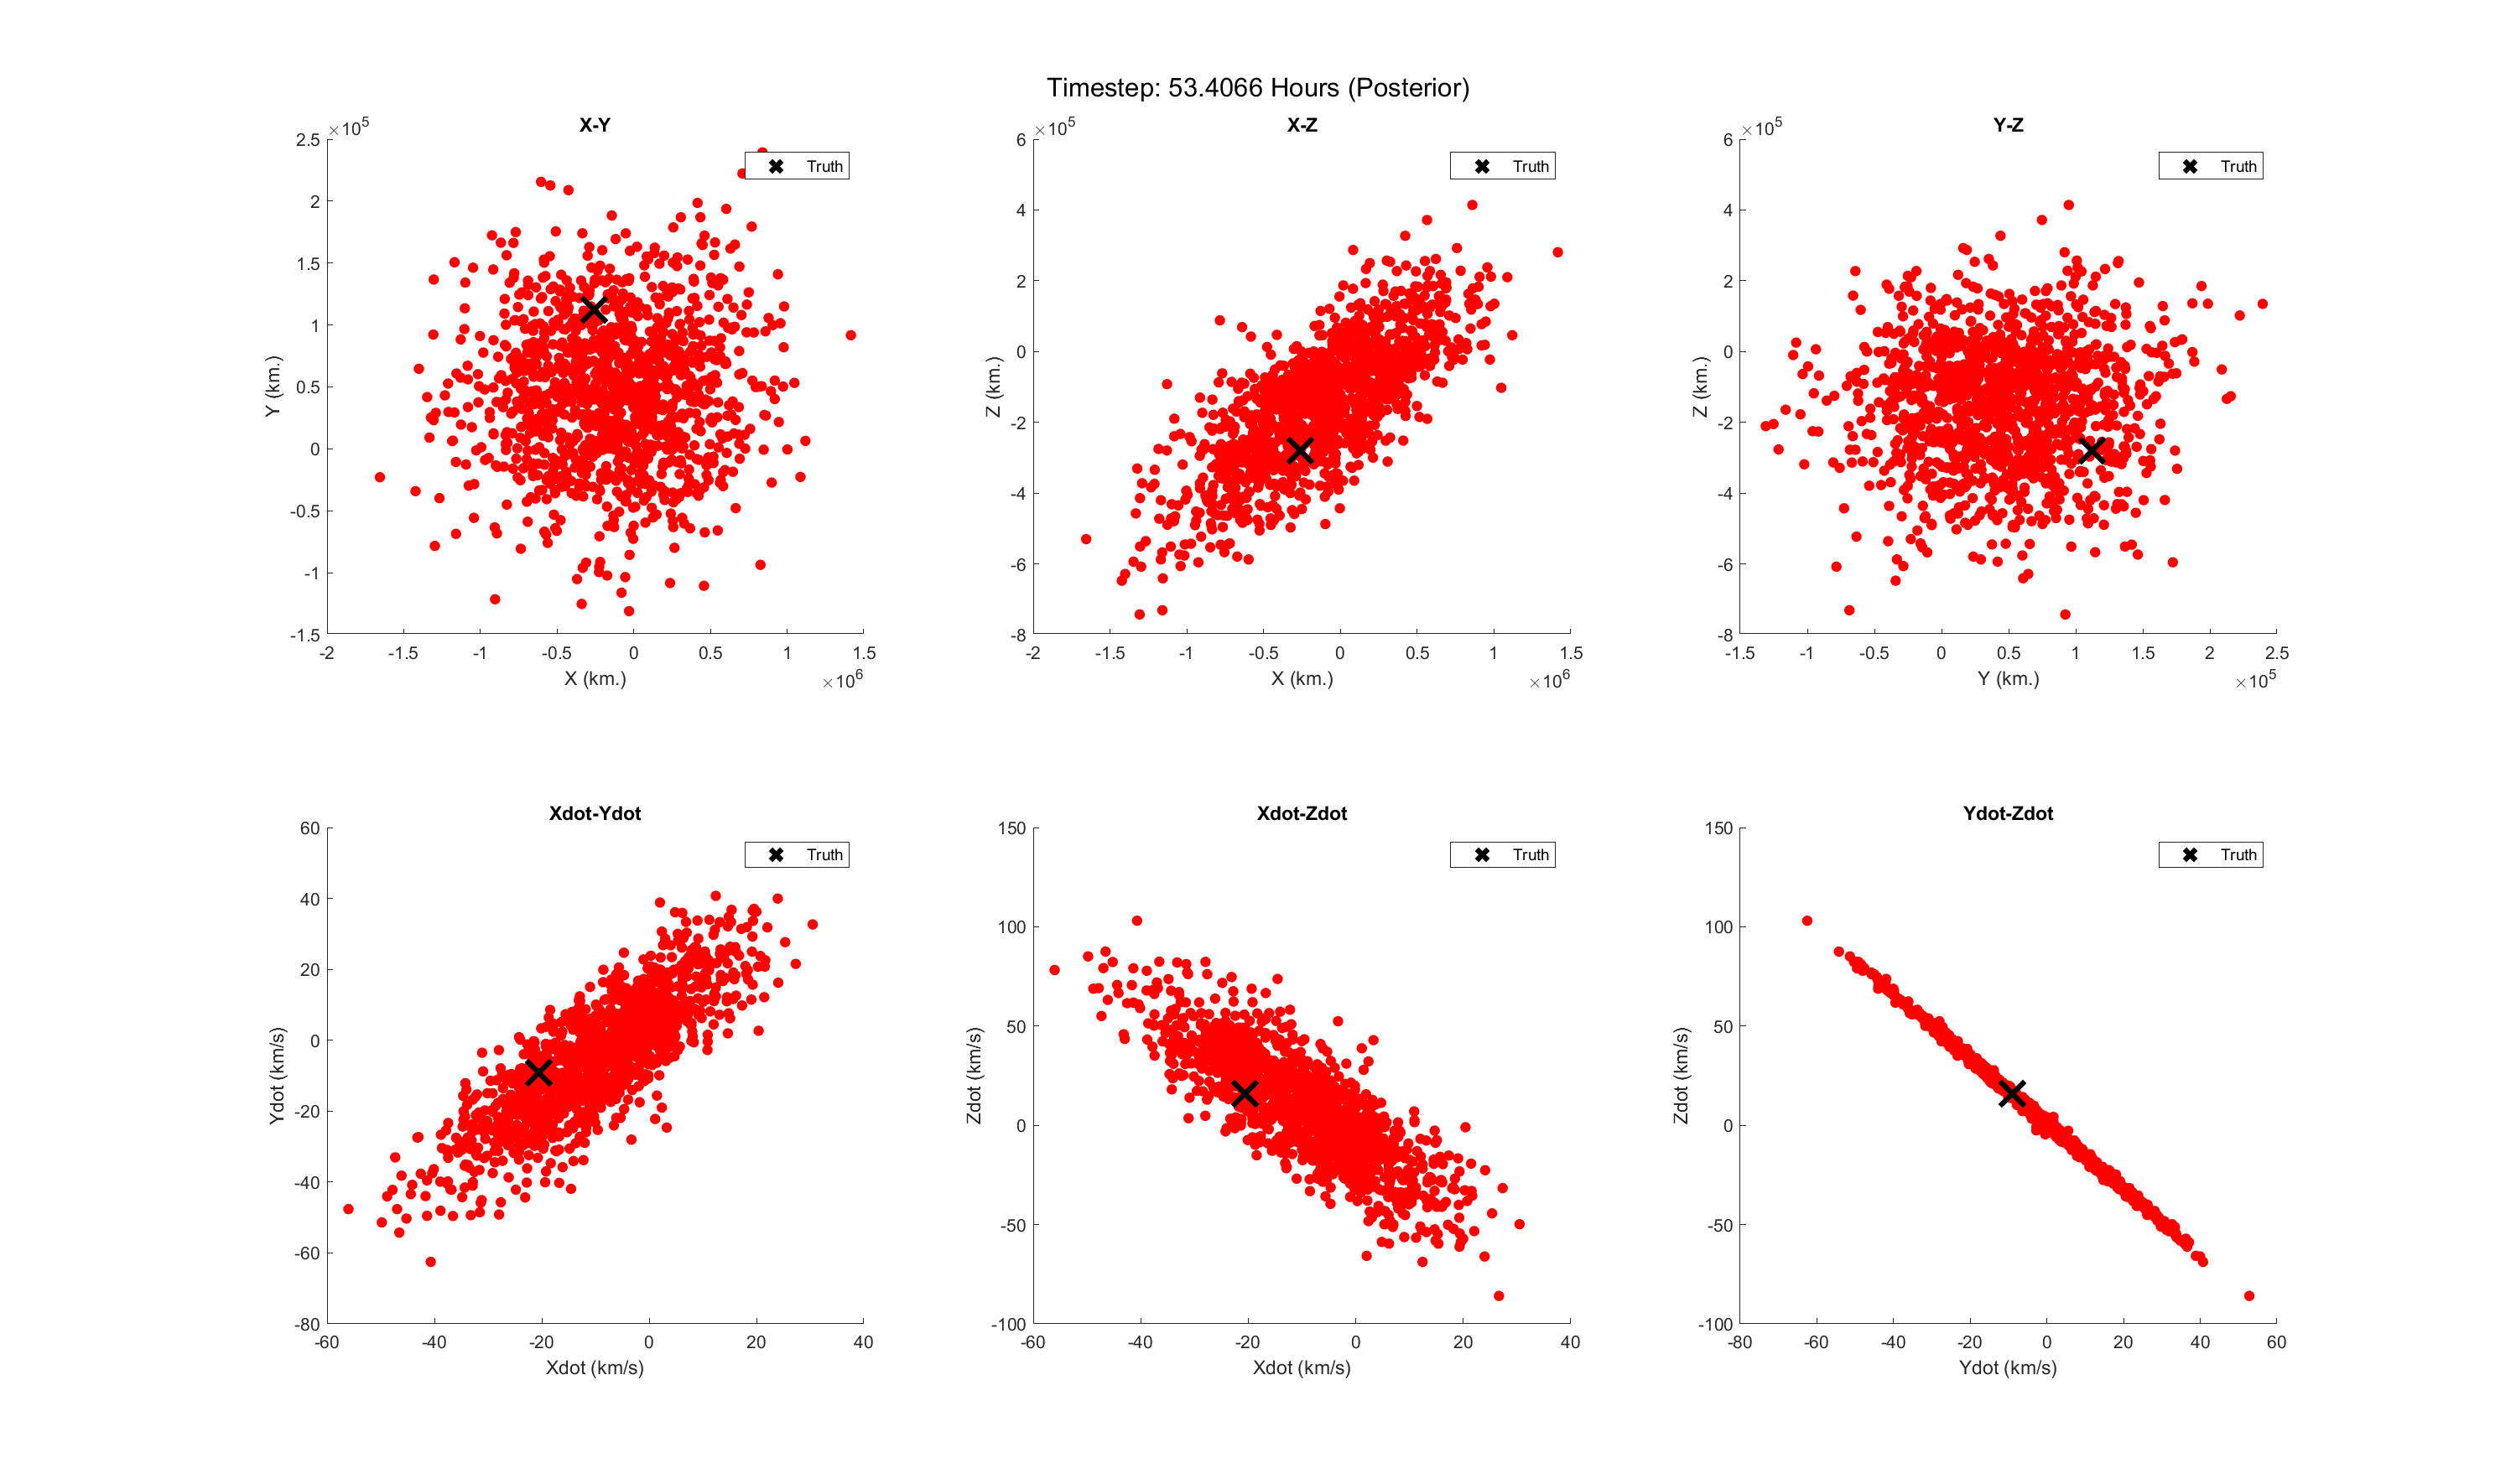 Timestep: 53.4066 Hours (Posterior)
X-Y
×10^5
2.5
2
1.5
1
0.5
0
-0.5
-1
-1.5
Y (km.)
Truth
-2 -1.5 -1 -0.5 0 0.5 1 1.5
X (km.)
×10^6
X-Z
×10^5
6
4
2
0
-2
-4
-6
-8
Z (km.)
Truth
-2 -1.5 -1 -0.5 0 0.5 1 1.5
X (km.)
×10^6
Y-Z
×10^5
6
4
2
0
-2
-4
-6
-8
Z (km.)
Truth
-1.5 -1 -0.5 0 0.5 1 1.5 2 2.5
Y (km.)
×10^5
Xdot-Ydot
60
40
20
0
-20
-40
-60
-80
Ydot (km/s)
Truth
-60 -40 -20 0 20 40
Xdot (km/s)
Xdot-Zdot
150
100
50
0
-50
-100
Zdot (km/s)
Truth
-60 -40 -20 0 20 40
Xdot (km/s)
Ydot-Zdot
150
100
50
0
-50
-100
Zdot (km/s)
Truth
-80 -60 -40 -20 0 20 40 60
Ydot (km/s)